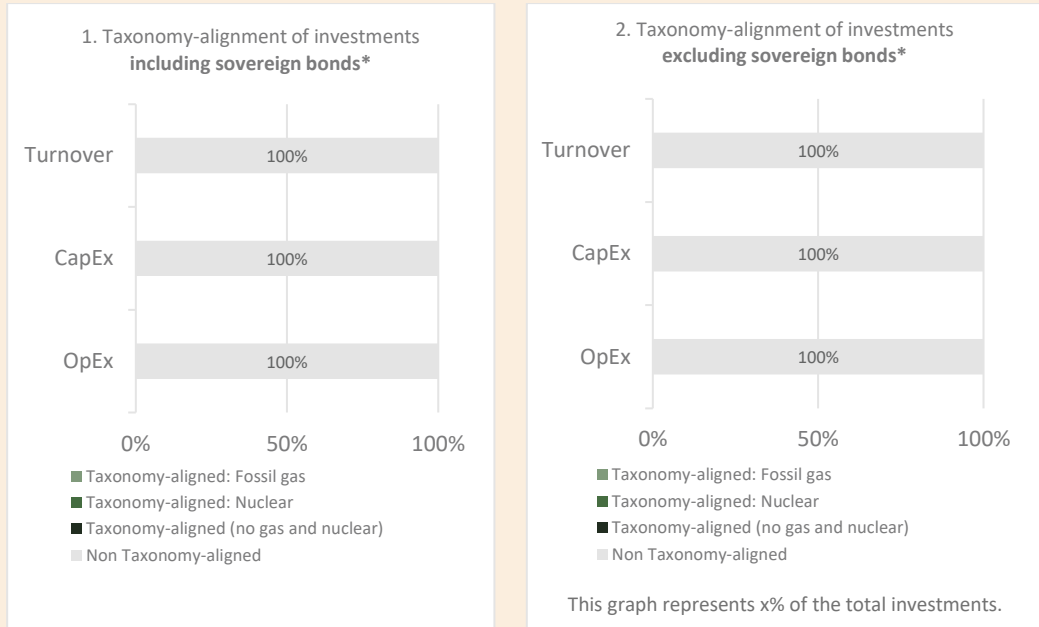 1. Taxonomy-alignment of investments
including sovereign bonds*
Turnover
100%
CapEx
100%
OpEx
100%
0% 50% 100%
Taxonomy-aligned: Fossil gas
Taxonomy-aligned: Nuclear
Taxonomy-aligned (no gas and nuclear)
Non Taxonomy-aligned
2. Taxonomy-alignment of investments
excluding sovereign bonds*
Turnover
100%
CapEx
100%
OpEx
100%
0% 50% 100%
Taxonomy-aligned: Fossil gas
Taxonomy-aligned: Nuclear
Taxonomy-aligned (no gas and nuclear)
Non Taxonomy-aligned
This graph represents x% of the total investments.